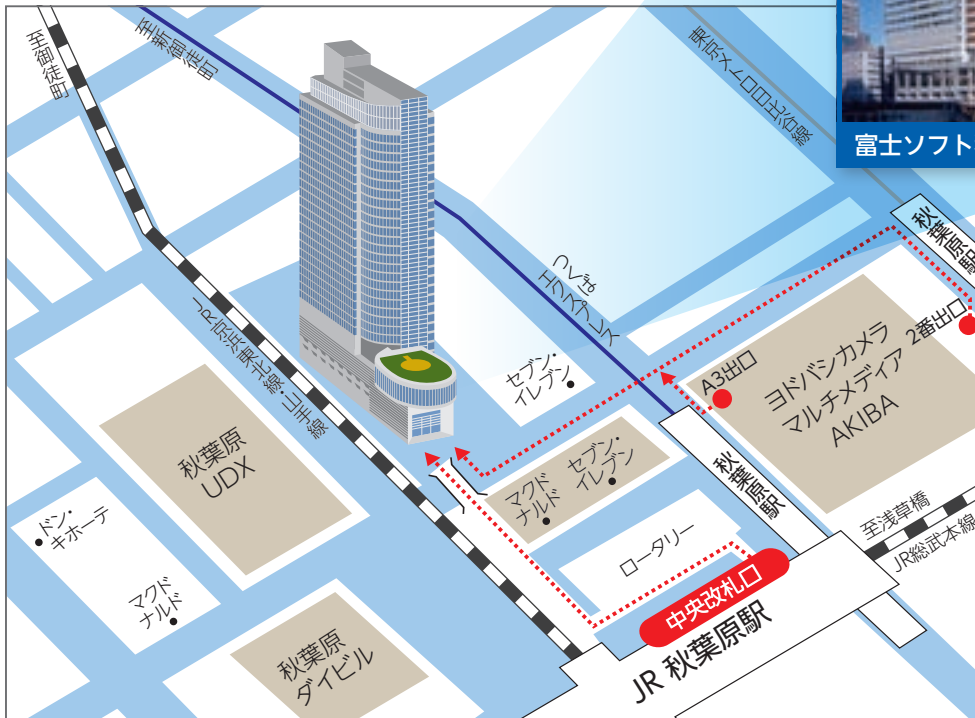 至御徒町
至新御徒町
東京メトロ日比谷線
富士ソフト
秋葉原駅
つくば
エクスプレス
JR京浜東北線・山手線
セブン・
イレブン
A3出口
2番出口
ヨドバシカメラ
マルチメディア
AKIBA
秋葉原
UDX
マクド
ナルド
セブン・
イレブン
秋葉原駅
ドン・
キホーテ
マクド
ナルド
ロータリー
至浅草橋
JR総武本線
中央改札口
JR 秋葉原駅
秋葉原
ダイビル